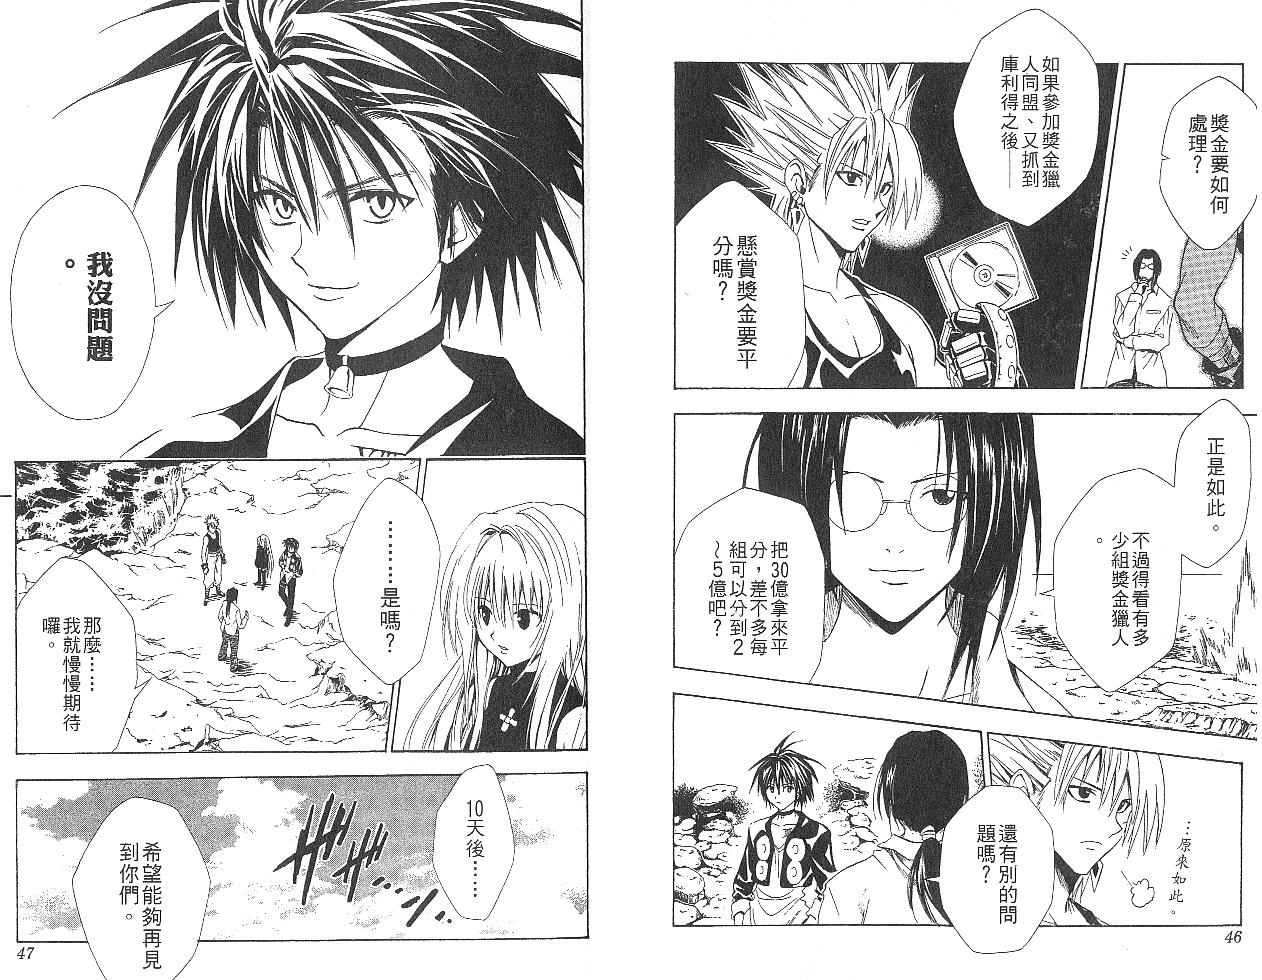 獎金要如何
處理？
如果參加獎金獵
人同盟、又抓到
庫利得之後——
懸賞獎金要平
分嗎？
正是如此。
不過得看有多
少組獎金獵人
。
把30億拿來平
分，差不多每
組可以分到2
～5億吧？
…原來如此。
還有別的問
題嗎？
46
我沒問題
。
………是嗎？
那麼……
我就慢慢期待
囉。
10天後……
希望能夠再見
到你們。
47